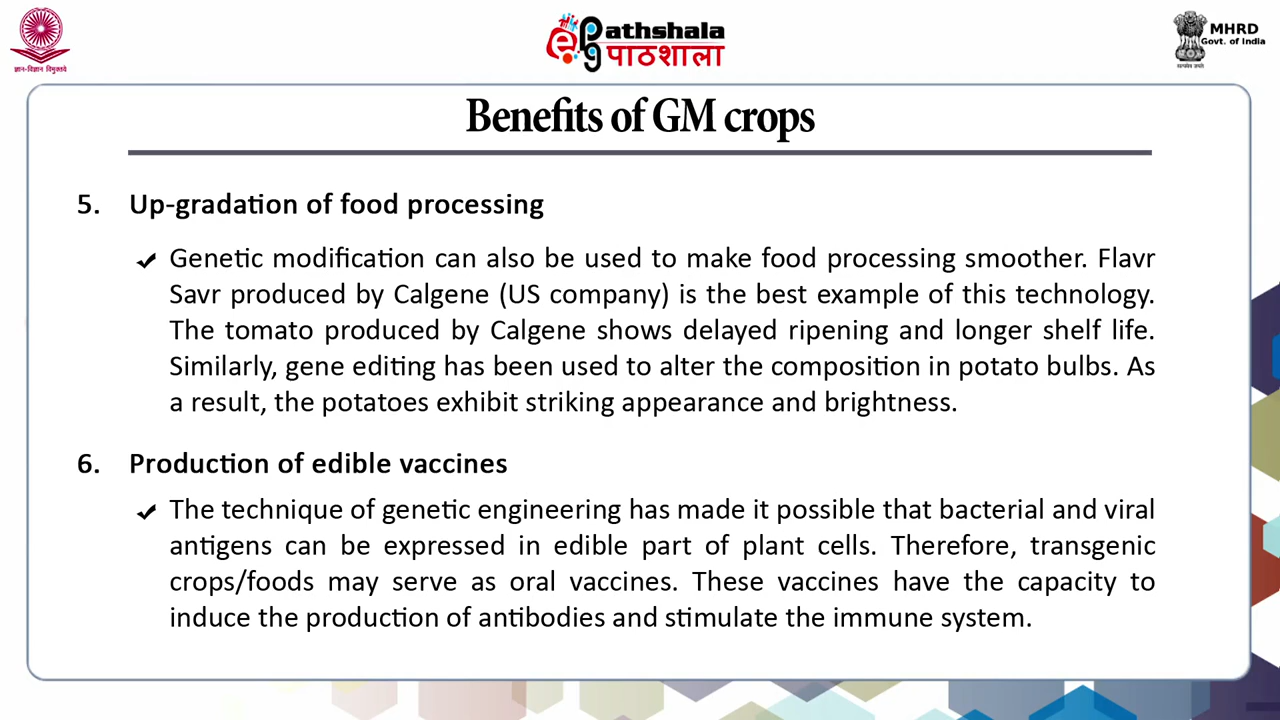 ज्ञान-विज्ञान विमुक्तये
ePG Pathshala
पाठशाला
MHRD
Govt. of India
सत्यमेव जयते
Benefits of GM crops
5. Up-gradation of food processing
Genetic modification can also be used to make food processing smoother. Flavr
Savr produced by Calgene (US company) is the best example of this technology.
The tomato produced by Calgene shows delayed ripening and longer shelf life.
Similarly, gene editing has been used to alter the composition in potato bulbs. As
a result, the potatoes exhibit striking appearance and brightness.
6. Production of edible vaccines
The technique of genetic engineering has made it possible that bacterial and viral
antigens can be expressed in edible part of plant cells. Therefore, transgenic
crops/foods may serve as oral vaccines. These vaccines have the capacity to
induce the production of antibodies and stimulate the immune system.